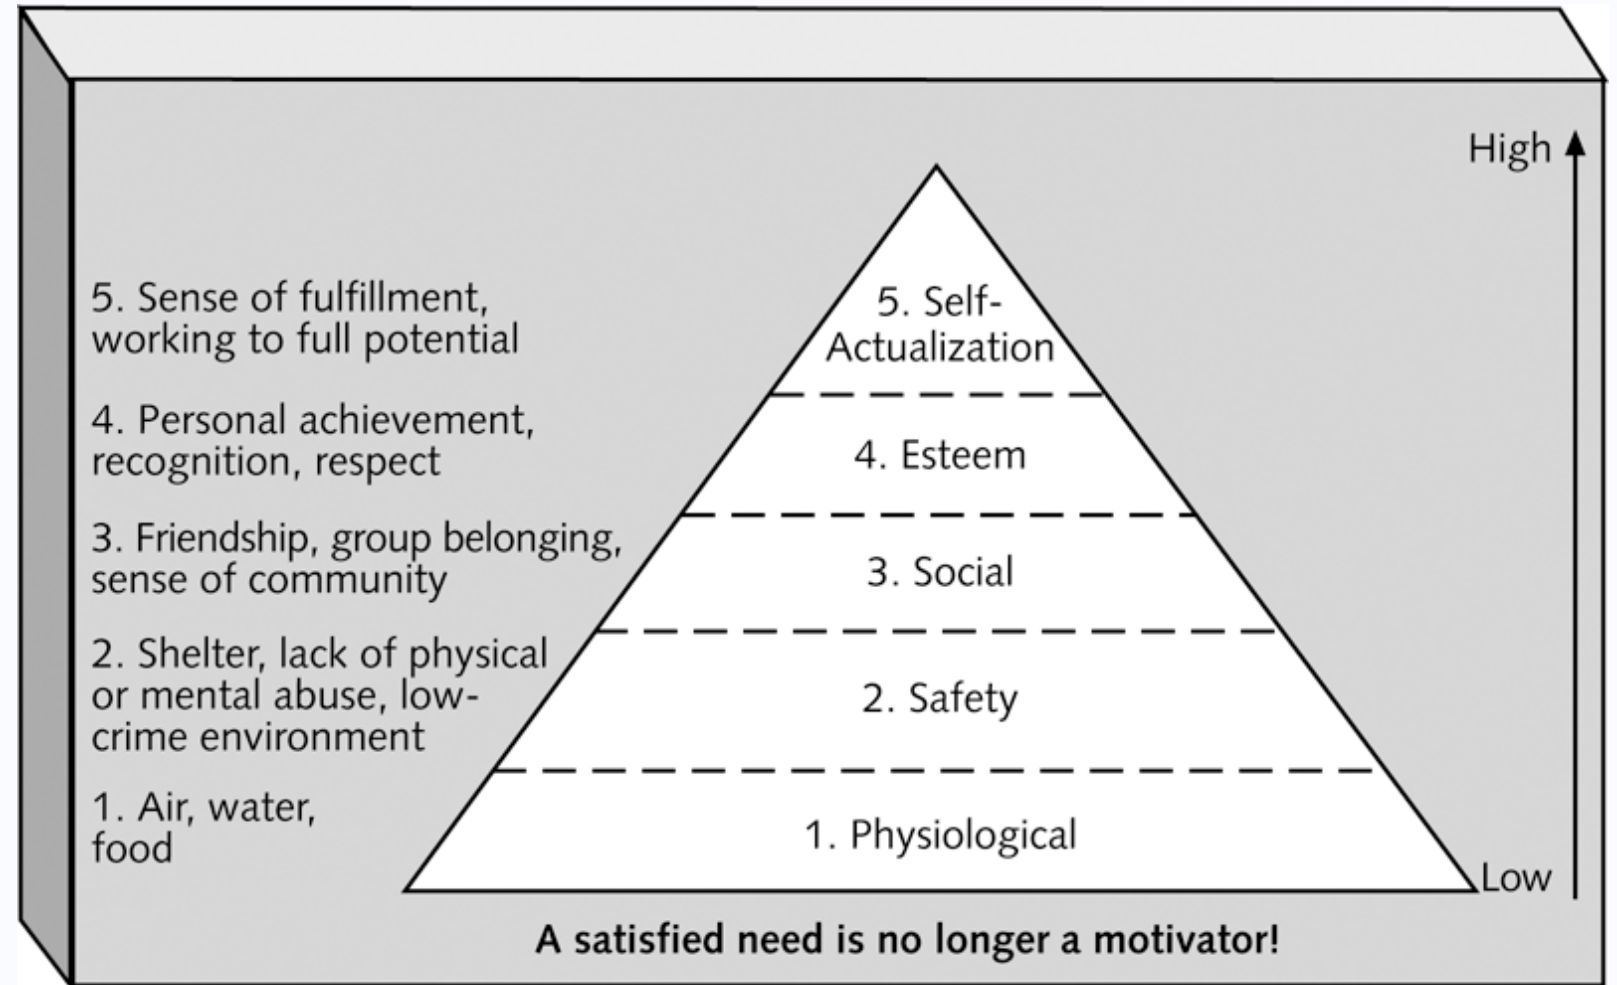 High
5. Sense of fulfillment,
working to full potential
4. Personal achievement,
recognition, respect
3. Friendship, group belonging,
sense of community
2. Shelter, lack of physical
or mental abuse, low-
crime environment
1. Air, water,
food
5. Self-
Actualization
4. Esteem
3. Social
2. Safety
1. Physiological
Low
A satisfied need is no longer a motivator!